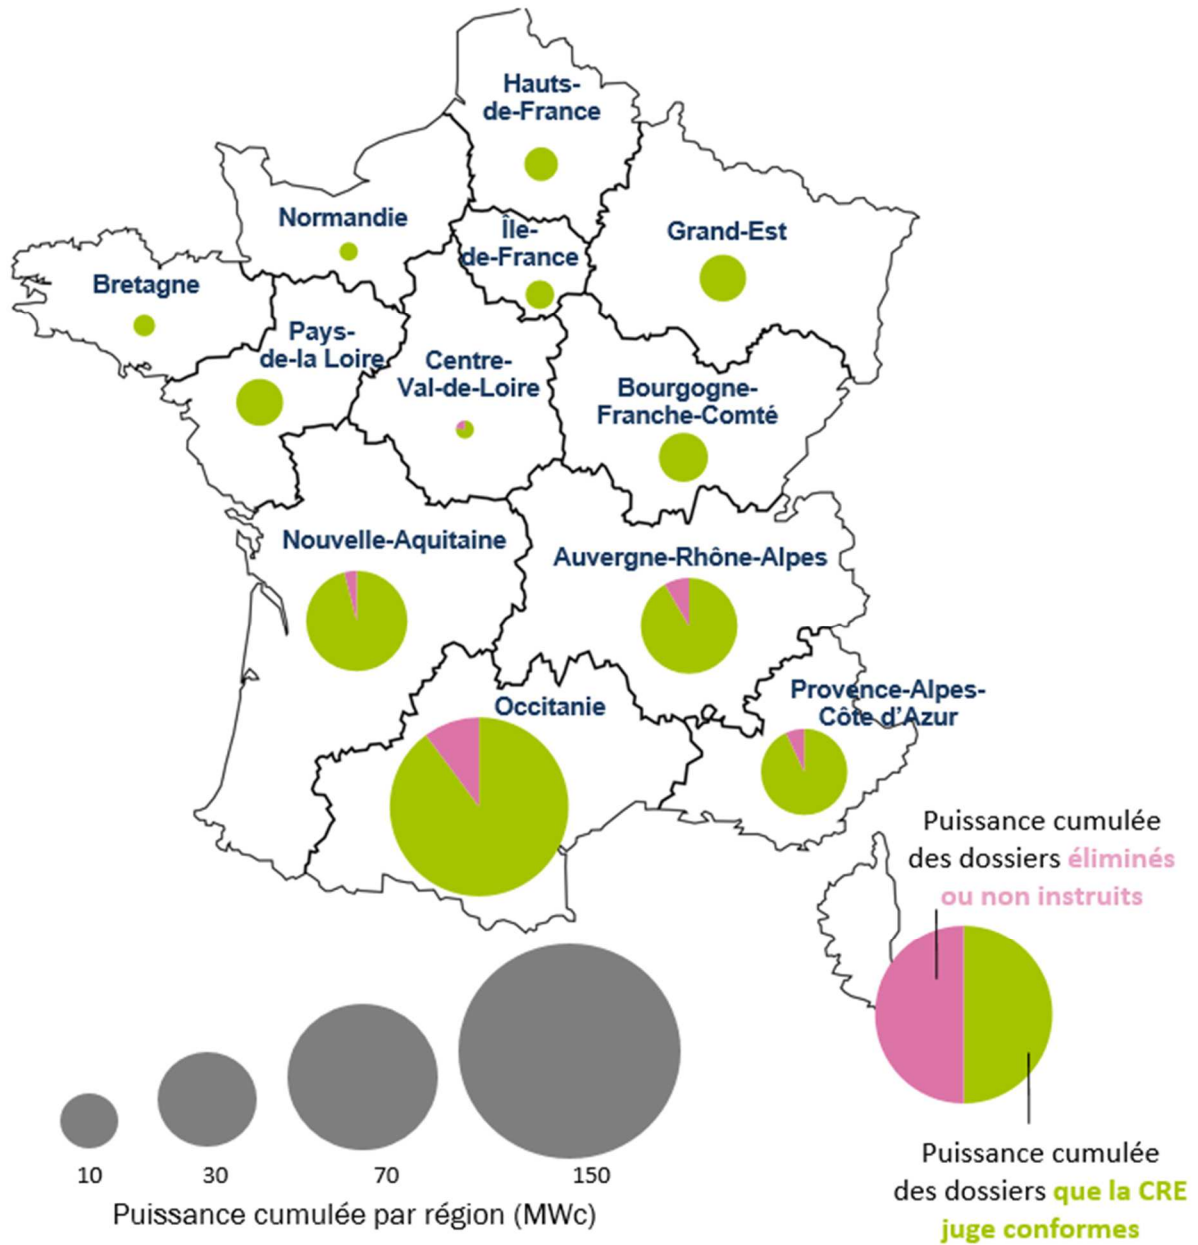 Hauts-
de-France
Normandie
Île-
de-France
Grand-Est
Bretagne
Pays-
de-la Loire
Centre-
Val-de-Loire
Bourgogne-
Franche-Comté
Nouvelle-Aquitaine
Auvergne-Rhône-Alpes
Provence-Alpes-
Côte d'Azur
Occitanie
Puissance cumulée
des dossiers éliminés
ou non instruits
10 30 70 150
Puissance cumulée par région (MWc)
Puissance cumulée
des dossiers que la CRE
juge conformes